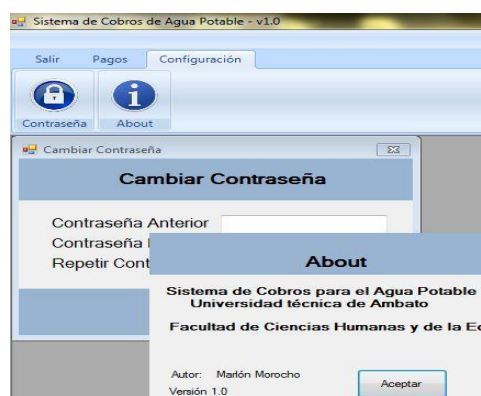 Sistema de Cobros de Agua Potable - v1.0
Salir Pagos Configuración
Contraseña About
Cambiar Contraseña
Cambiar Contraseña
Contraseña Anterior
Contraseña
Repetir
About
Sistema de Cobros para el Agua Potable
Universidad técnica de Ambato
Facultad de Ciencias Humanas y de la
Autor: Marlón Morocho
Aceptar
Versión 1.0